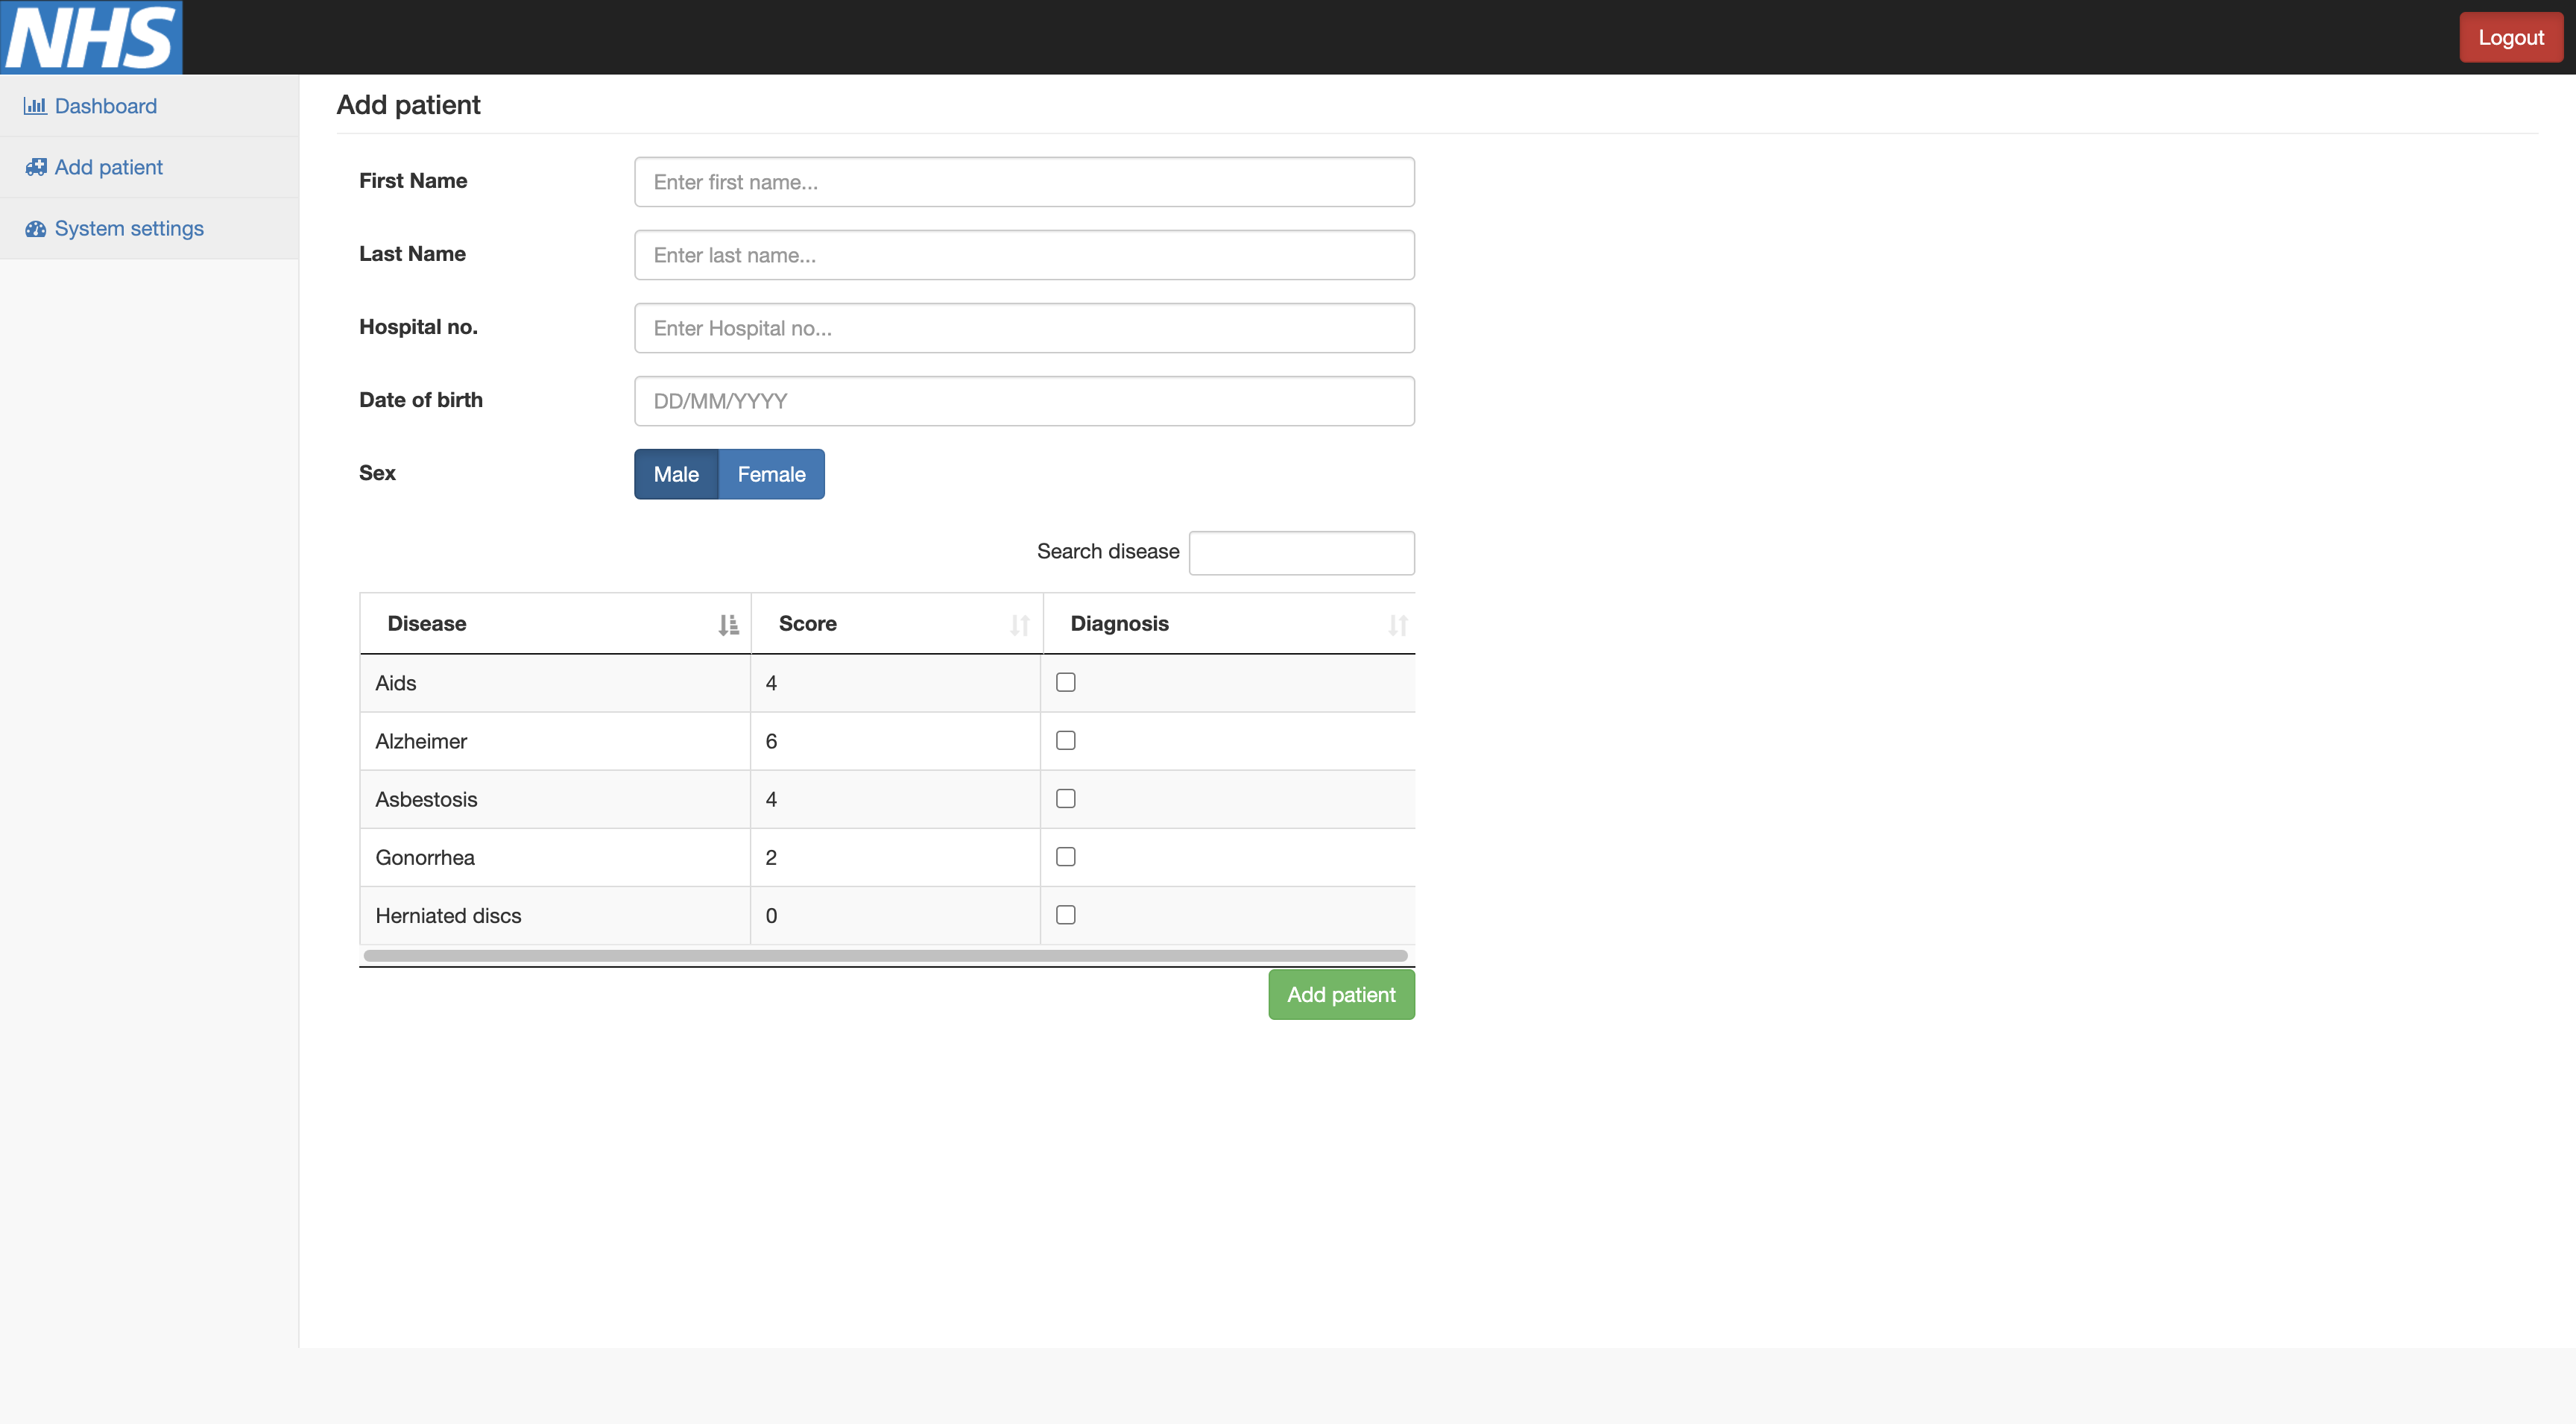 NHS
Logout
Dashboard
Add patient
System settings
Add patient
First Name
Enter first name...
Last Name
Enter last name...
Hospital no.
Enter Hospital no...
Date of birth
DD/MM/YYYY
Sex
Male Female
Search disease
Disease Score Diagnosis
Aids 4
Alzheimer 6
Asbestosis 4
Gonorrhea 2
Herniated discs 0
Add patient